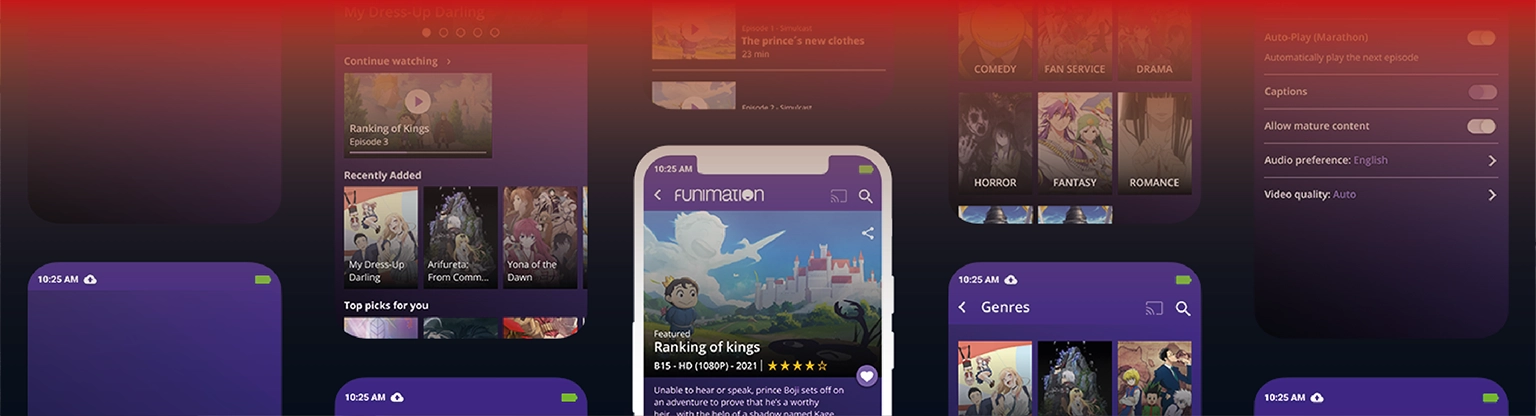 My Dress-Up Darling
Continue watching >
Ranking of Kings
Episode 3
Recently Added
My Dress-Up
Darling
Arifureta:
From Comm...
Yona of the
Dawn
Top picks for you
10:25 AM
10:25 AM
Episode 1 - Simulcast
The prince´s new clothes
23 min
Episode 2 - Simulcast
10:25 AM
FUNIMATION
Featured
Ranking of kings
B15 - HD (1080P) - 2021
Unable to hear or speak, prince Boji sets off on
an adventure to prove that he's a worthy
heir...with the help of a shadow named Kage
COMEDY
FAN SERVICE
DRAMA
HORROR
FANTASY
ROMANCE
10:25 AM
Genres
Auto-Play (Marathon)
Automatically play the next episode
Captions
Allow mature content
Audio preference: English
Video quality: Auto
10:25 AM